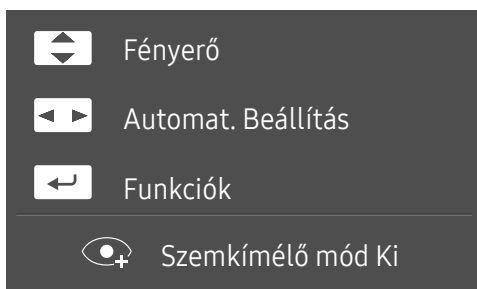 Fényerő
Automat. Beállítás
Funkciók
Szemkímélő mód Ki